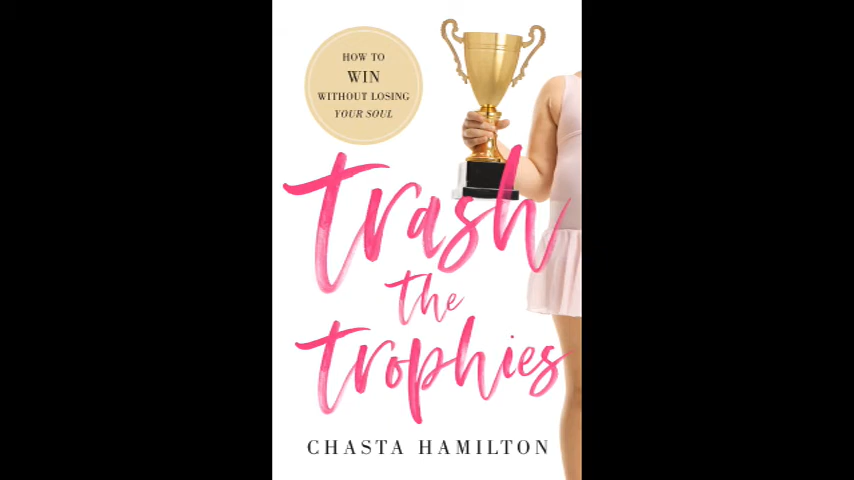 HOW TO
WIN
WITHOUT LOSING
YOUR SOUL
trash
the
trophies
CHASTA HAMILTON